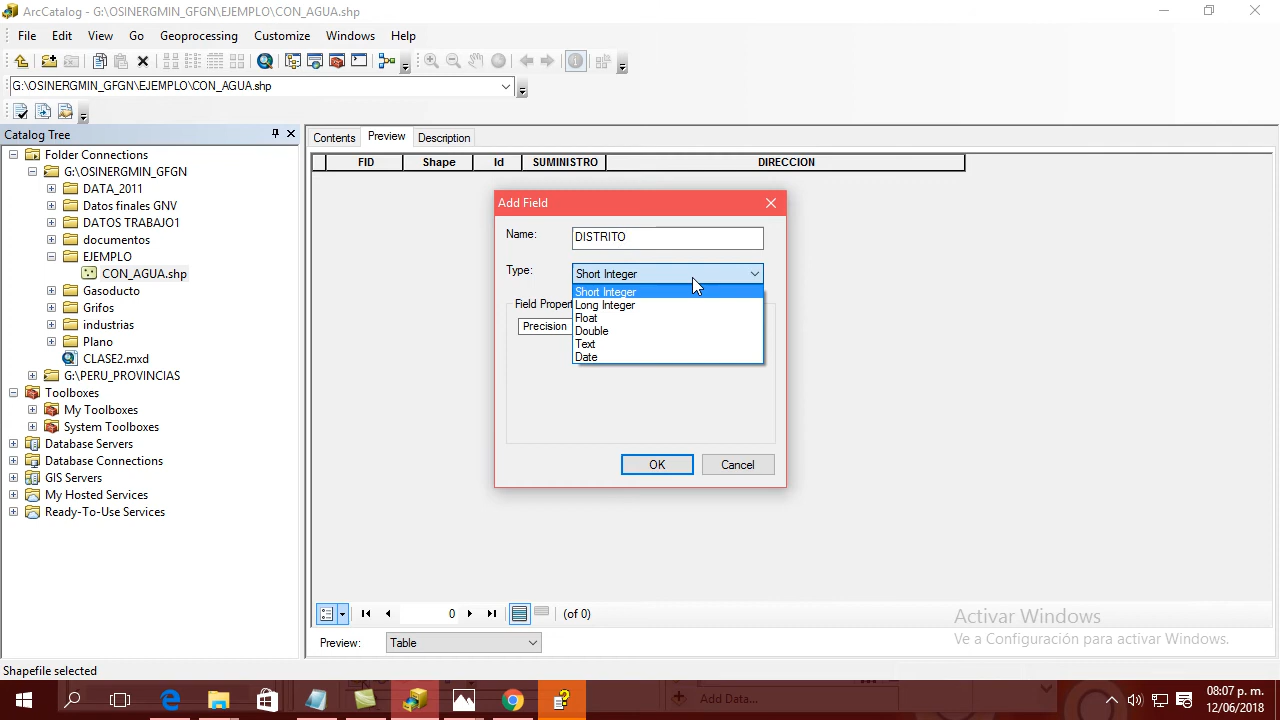 ArcCatalog - G:\OSINERGMIN_GFGN\EJEMPLO\CON_AGUA.shp
File Edit View Go Geoprocessing Customize Windows Help
G:\OSINERGMIN_GFGN\EJEMPLO\CON_AGUA.shp
Catalog Tree
Folder Connections
G:\OSINERGMIN_GFGN
DATA_2011
Datos finales GNV
DATOS TRABAJO1
documentos
EJEMPLO
CON_AGUA.shp
Gasoducto
Grifos
industrias
Plano
CLASE2.mxd
G:\PERU_PROVINCIAS
Toolboxes
My Toolboxes
System Toolboxes
Database Servers
Database Connections
GIS Servers
My Hosted Services
Ready-To-Use Services
Contents Preview Description
FID Shape Id SUMINISTRO DIRECCION
Add Field
Name: DISTRITO
Type: Short Integer
Short Integer
Long Integer
Float
Double
Text
Date
Field Proper
Precision
OK Cancel
0 (of 0)
Preview: Table
Activar Windows
Ve a Configuración para activar Windows.
Shapefile selected
Add Data...
08:07 p. m.
12/06/2018